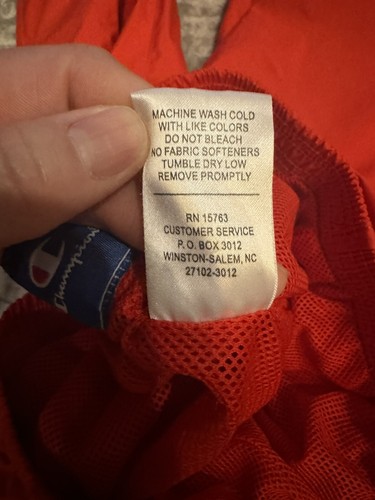 MACHINE WASH COLD
WITH LIKE COLORS
DO NOT BLEACH
NO FABRIC SOFTENERS
TUMBLE DRY LOW
REMOVE PROMPTLY
RN 15763
CUSTOMER SERVICE
P.O. BOX 3012
WINSTON-SALEM, NC
27102-3012
Champion